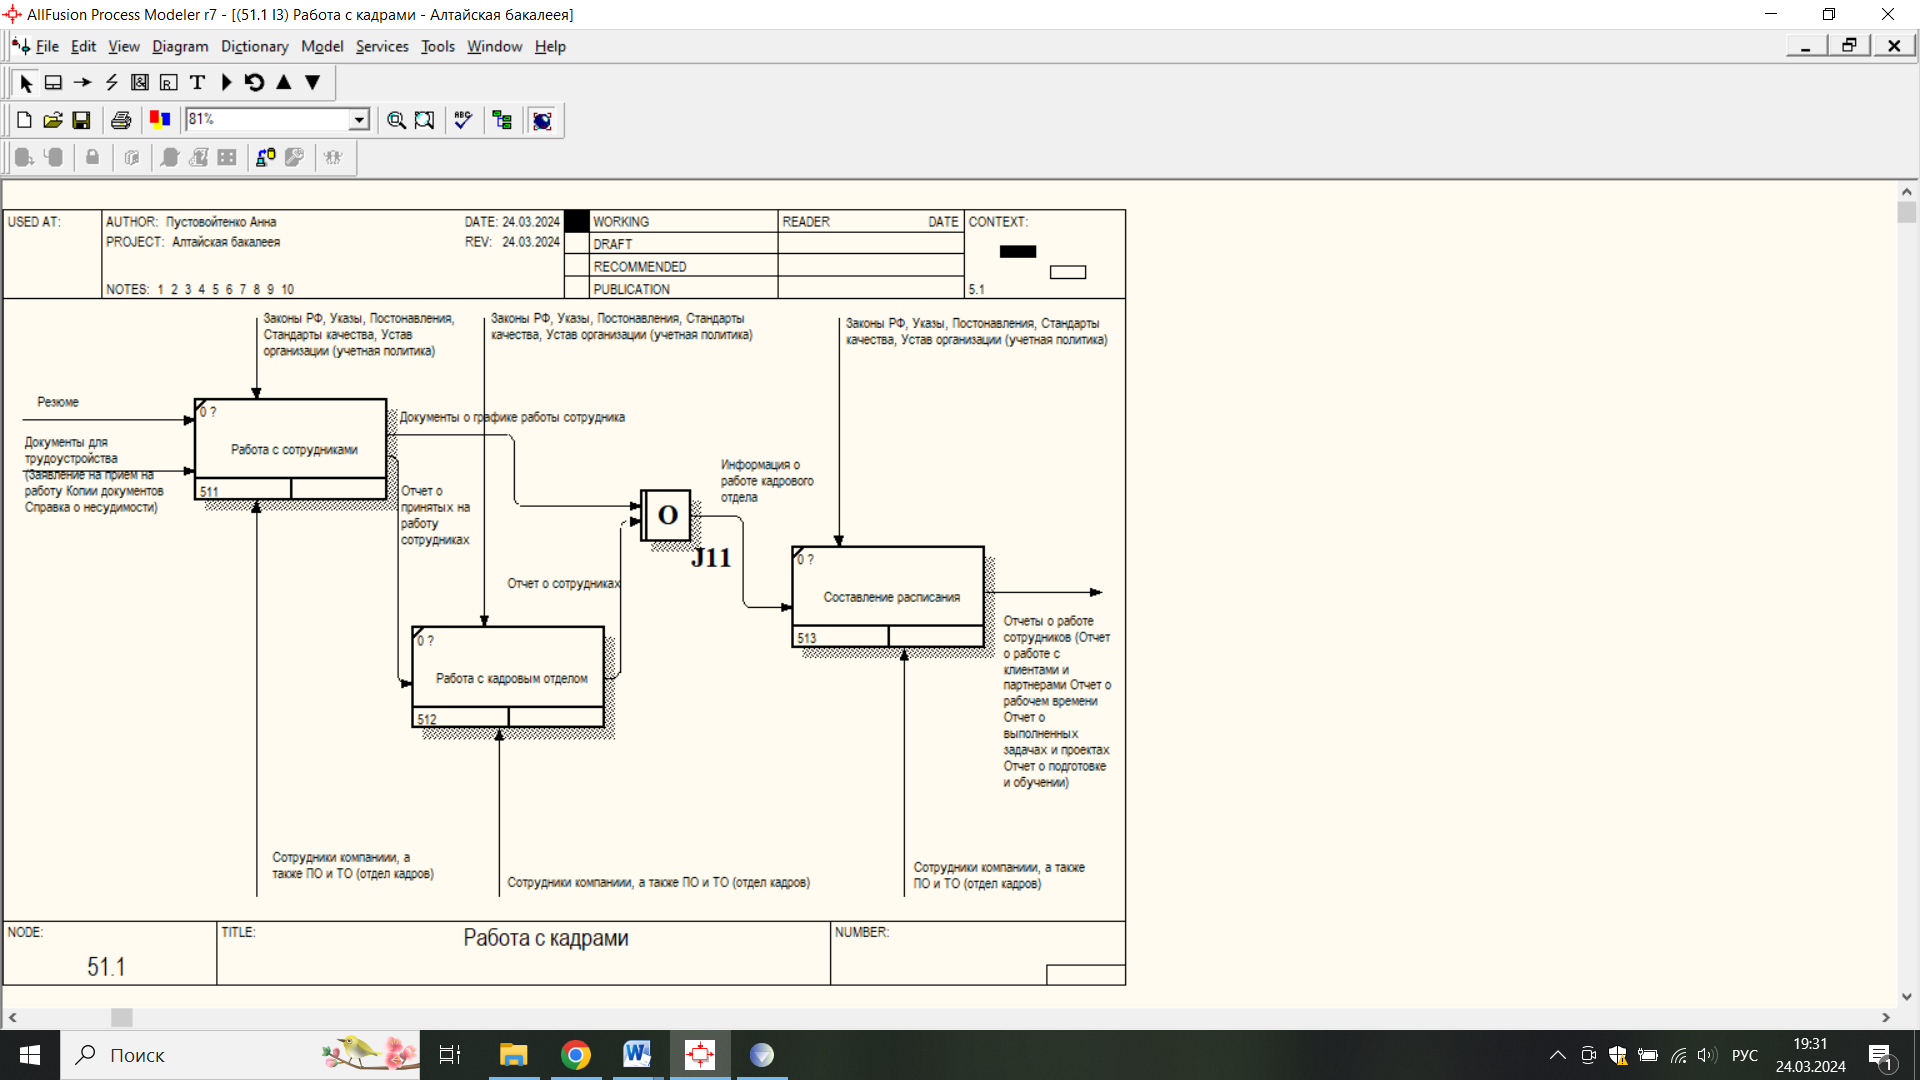 AllFusion Process Modeler r7 - [(51.1 I3) Работа с кадрами - Алтайская бакалеея]
File Edit View Diagram Dictionary Model Services Tools Window Help
81%
USED AT:
AUTHOR: Пустовойтенко Анна
DATE: 24.03.2024
PROJECT: Алтайская бакалеея
REV: 24.03.2024
NOTES: 1 2 3 4 5 6 7 8 9 10
WORKING
DRAFT
RECOMMENDED
PUBLICATION
READER
DATE
CONTEXT:
5.1
Законы РФ, Указы, Постонавления,
Стандарты качества, Устав
организации (учетная политика)
Законы РФ, Указы, Постонавления, Стандарты
качества, Устав организации (учетная политика)
Законы РФ, Указы, Постонавления, Стандарты
качества, Устав организации (учетная политика)
Резюме
Документы для
трудоустройства
(Заявление на прием на
работу Копии документов
Справка о несудимости)
0 ?
Работа с сотрудниками
511
Документы о графике работы сотрудника
Отчет о
принятых на
работу
сотрудниках
Информация о
работе кадрового
отдела
O
J11
Отчет о сотрудниках
0 ?
Работа с кадровым отделом
512
0 ?
Составление расписания
513
Отчеты о работе
сотрудников (Отчет
о работе с
клиентами и
партнерами Отчет о
рабочем времени
Отчет о
выполненных
задачах и проектах
Отчет о подготовке
и обучении)
Сотрудники компаниии, а
также ПО и ТО (отдел кадров)
Сотрудники компаниии, а также ПО и ТО (отдел кадров)
Сотрудники компаниии, а также
ПО и ТО (отдел кадров)
NODE:
51.1
TITLE:
Работа с кадрами
NUMBER:
Поиск
РУС
19:31
24.03.2024
1